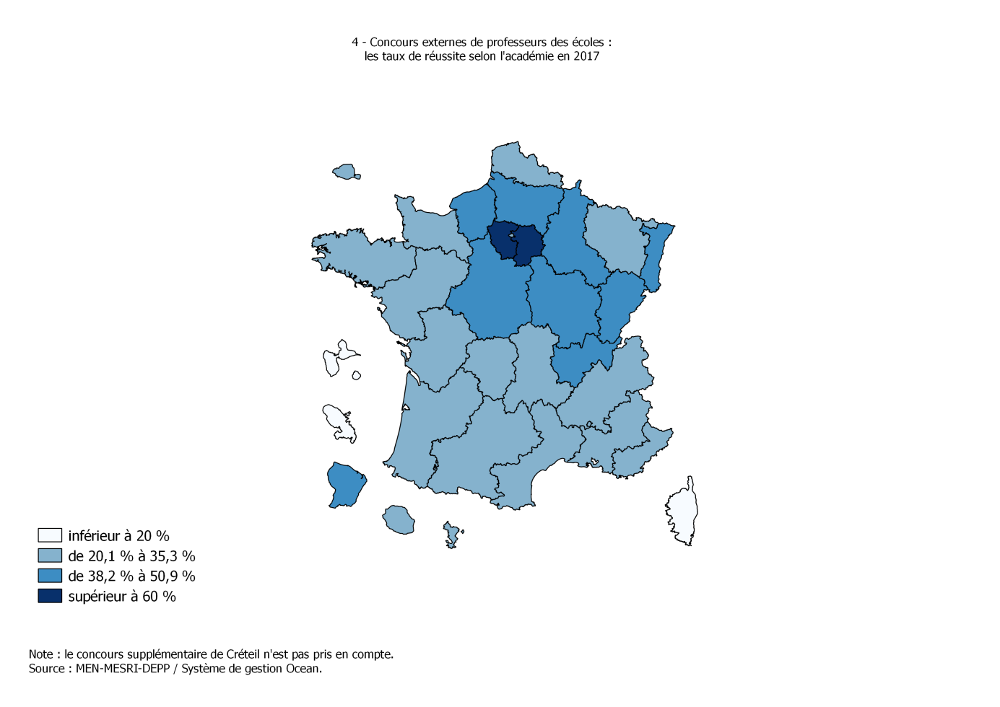 4 - Concours externes de professeurs des écoles :
les taux de réussite selon l'académie en 2017
inférieur à 20 %
de 20,1 % à 35,3 %
de 38,2 % à 50,9 %
supérieur à 60 %
Note : le concours supplémentaire de Créteil n'est pas pris en compte.
Source : MEN-MESRI-DEPP / Système de gestion Ocean.